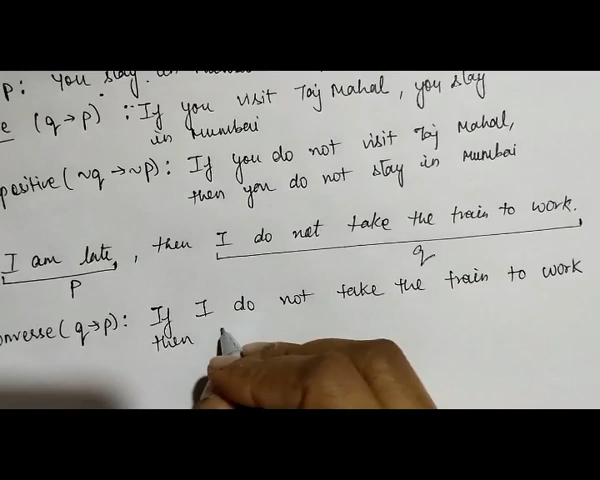 p: You stay in
(q→p) : If you visit Taj Mahal, you stay
in Mumbai
positive (~q→~p): If you do not visit Taj Mahal,
then you do not stay in Mumbai
I am late, then I do not take the train to work.
p q
onverse (q→p): If I do not take the train to work
then